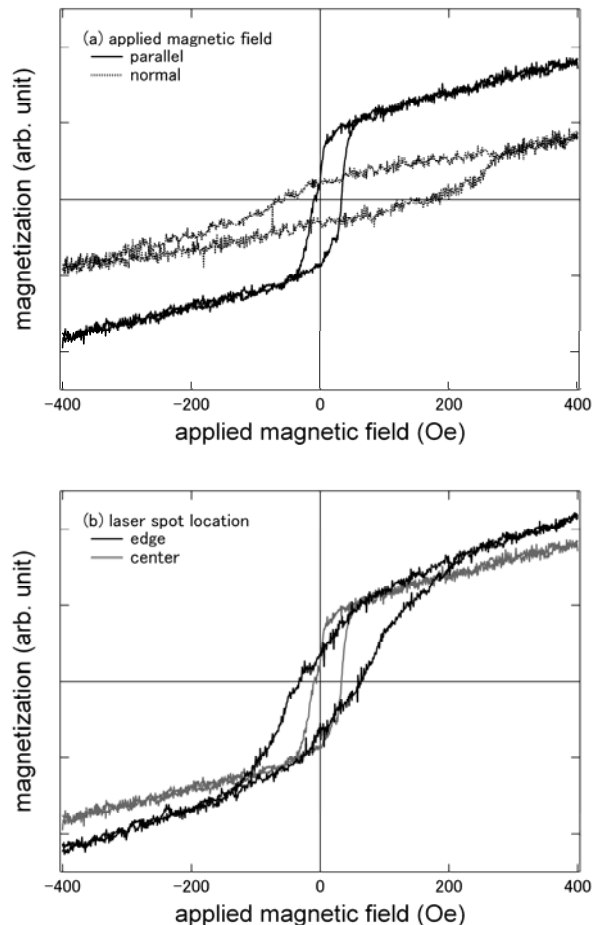 (a) applied magnetic field
parallel
normal
magnetization (arb. unit)
-400
-200
0
200
400
applied magnetic field (Oe)
(b) laser spot location
edge
center
magnetization (arb. unit)
-400
-200
0
200
400
applied magnetic field (Oe)